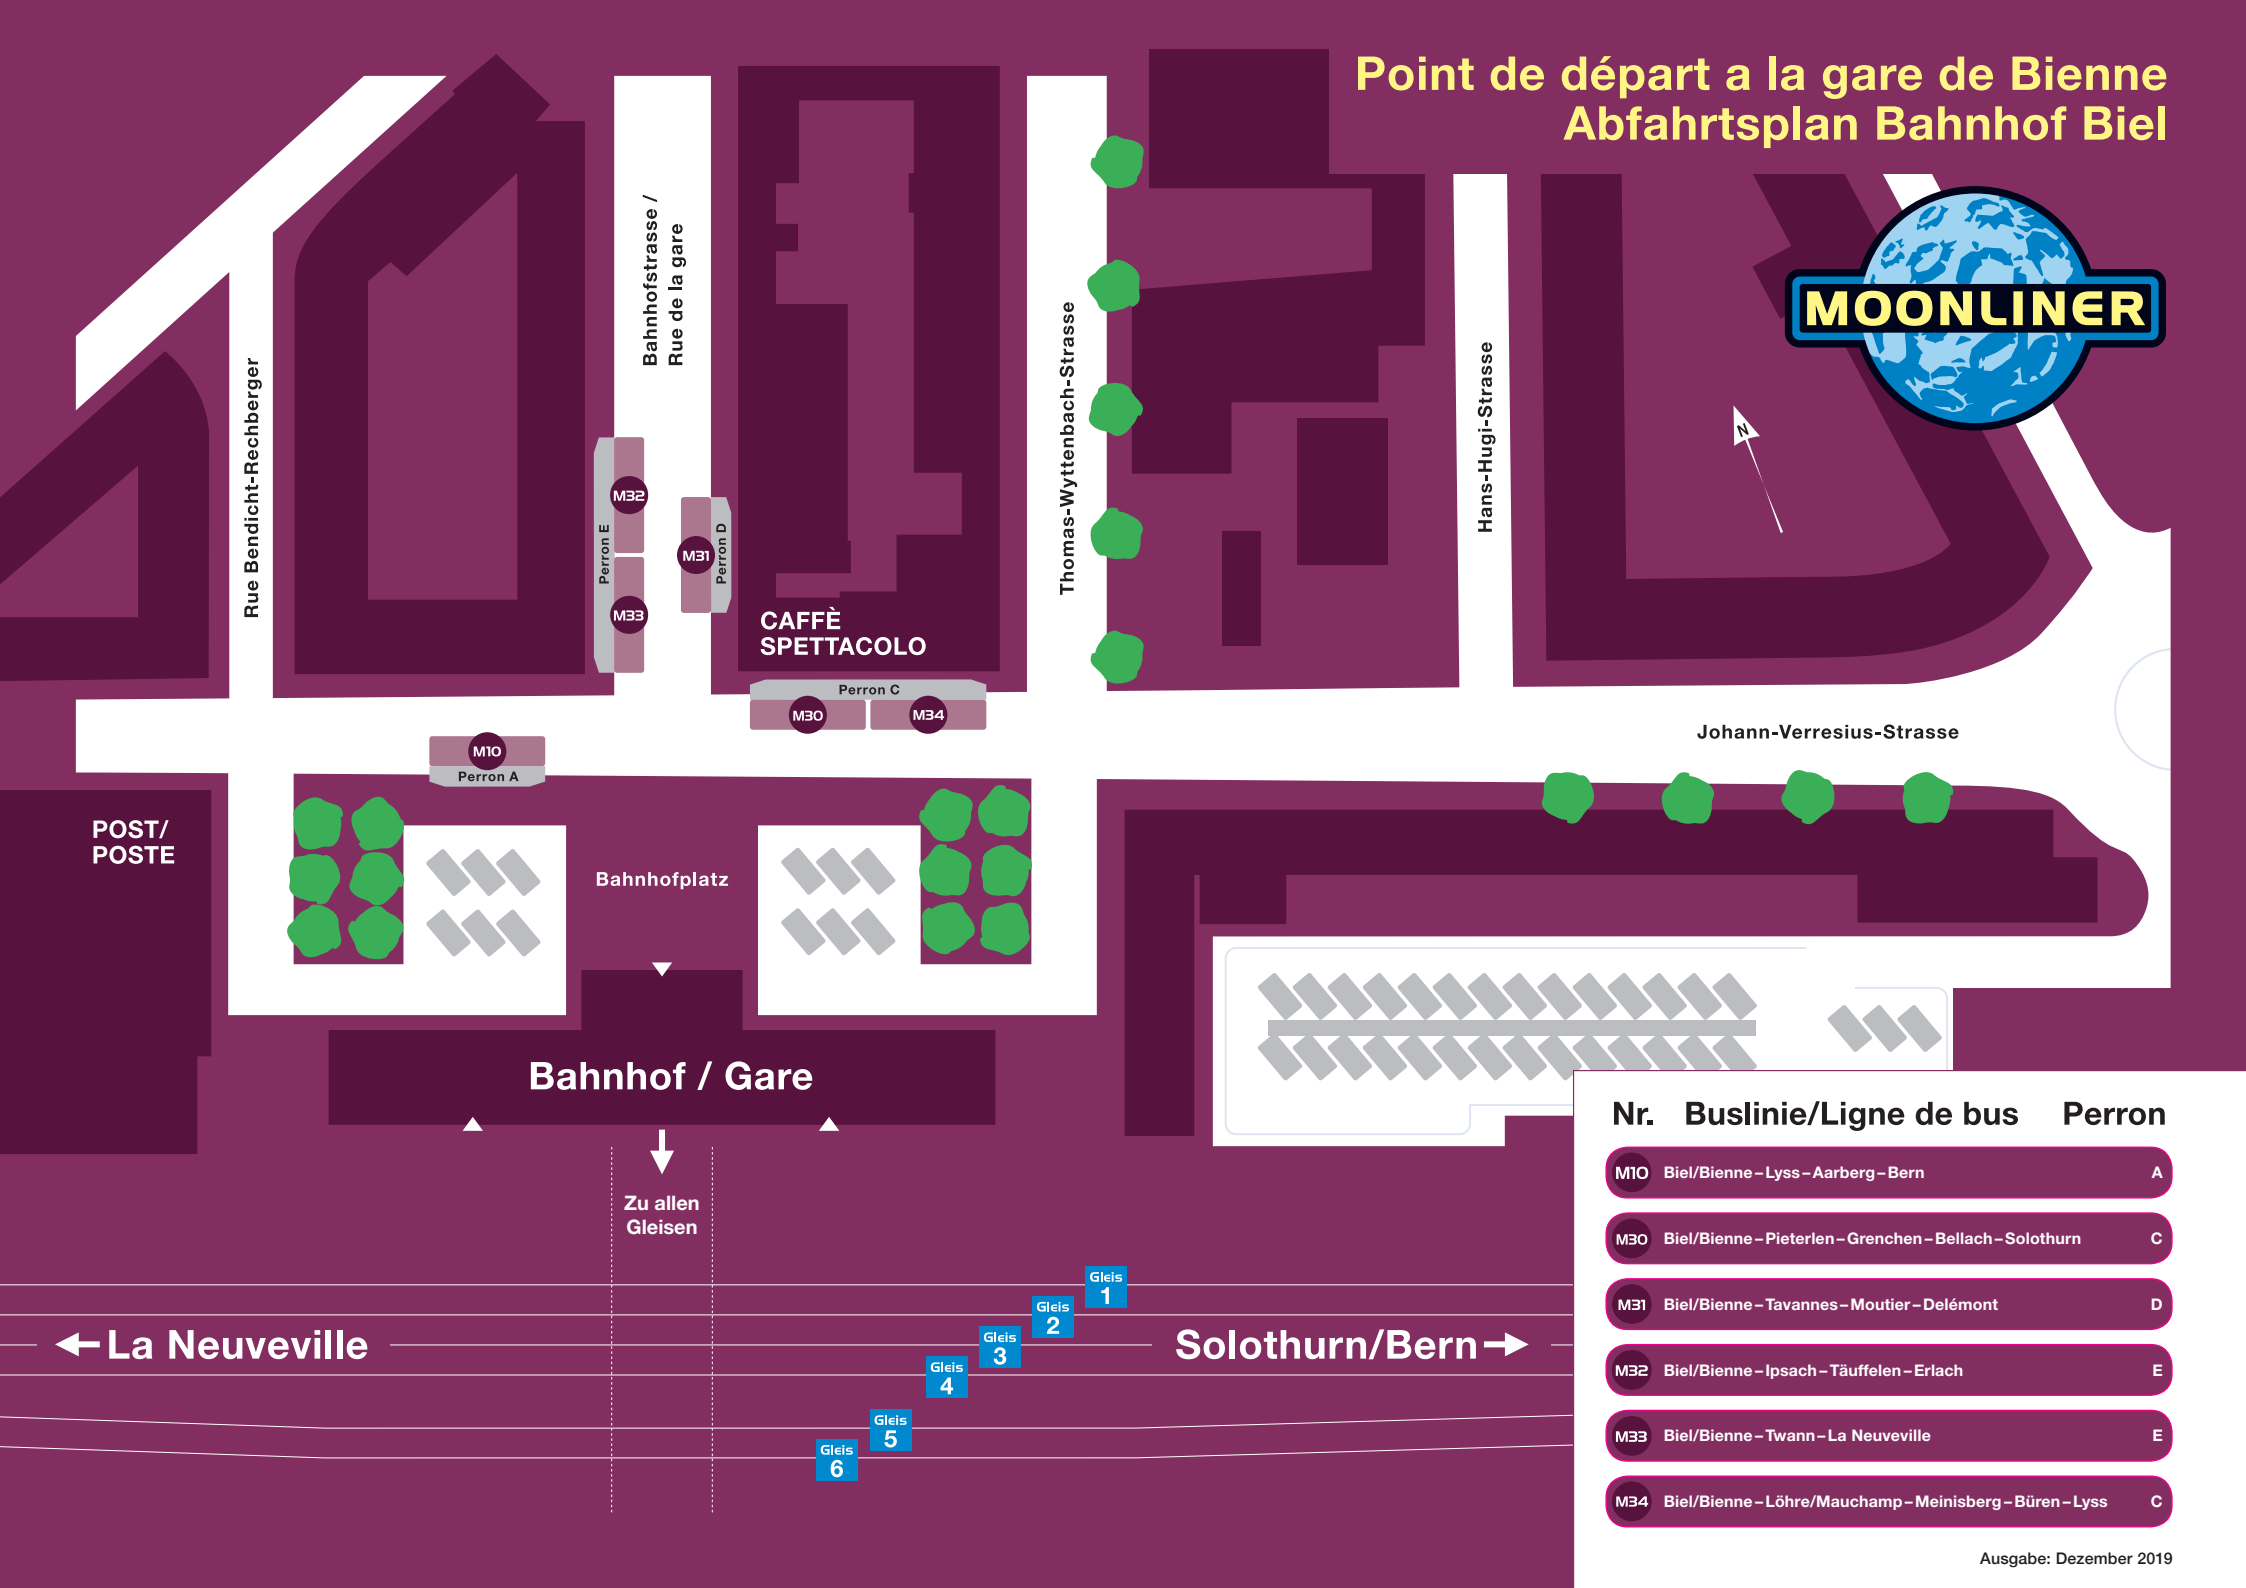 Point de départ a la gare de Bienne
Abfahrtsplan Bahnhof Biel
MOONLINER
N
Bahnhofstrasse /
Rue de la gare
Rue Bendicht-Rechberger
Thomas-Wyttenbach-Strasse
Hans-Hugi-Strasse
Johann-Verresius-Strasse
M32
Perron E
M33
M31
Perron D
CAFFÈ
SPETTACOLO
Perron C
M30
M34
M10
Perron A
POST/
POSTE
Bahnhofplatz
Bahnhof / Gare
Zu allen
Gleisen
Gleis
1
Gleis
2
Gleis
3
Gleis
4
Gleis
5
Gleis
6
La Neuveville
Solothurn/Bern
Nr. Buslinie/Ligne de bus Perron
M10 Biel/Bienne–Lyss–Aarberg–Bern A
M30 Biel/Bienne–Pieterlen–Grenchen–Bellach–Solothurn C
M31 Biel/Bienne–Tavannes–Moutier–Delémont D
M32 Biel/Bienne–Ipsach–Täuffelen–Erlach E
M33 Biel/Bienne–Twann–La Neuveville E
M34 Biel/Bienne–Löhre/Mauchamp–Meinisberg–Büren–Lyss C
Ausgabe: Dezember 2019